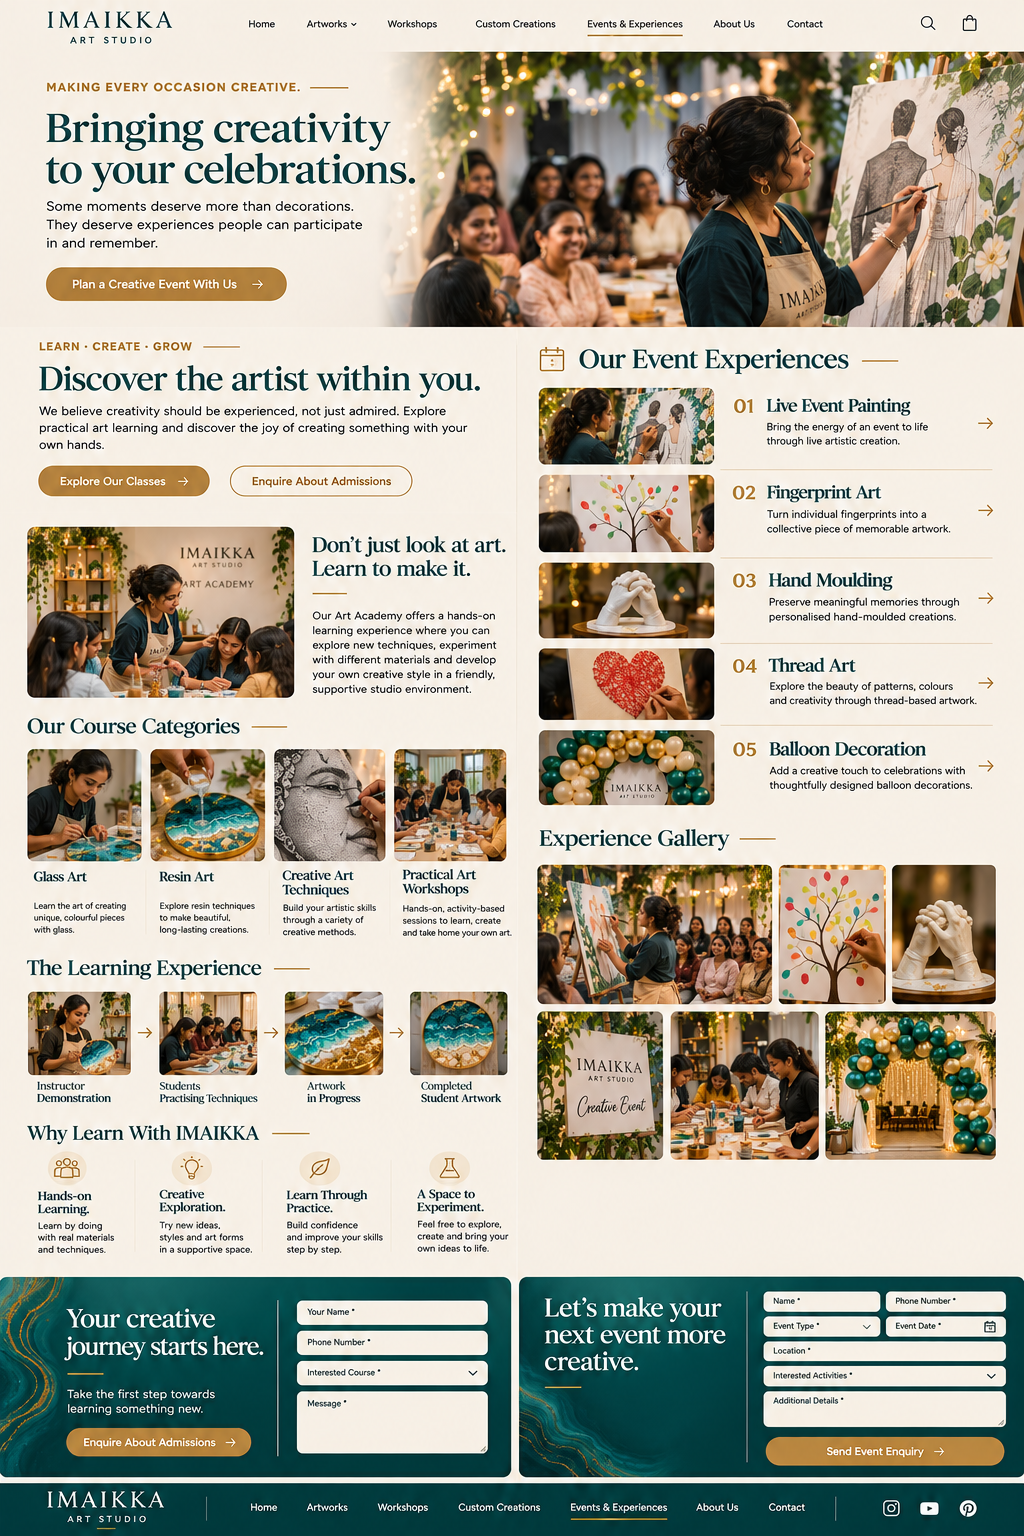 IMAIKKA
ART STUDIO
Home
Artworks
Workshops
Custom Creations
Events & Experiences
About Us
Contact
MAKING EVERY OCCASION CREATIVE.
Bringing creativity
to your celebrations.
Some moments deserve more than decorations.
They deserve experiences people can participate
in and remember.
Plan a Creative Event With Us
LEARN · CREATE · GROW
Discover the artist within you.
We believe creativity should be experienced, not just admired. Explore
practical art learning and discover the joy of creating something with your
own hands.
Explore Our Classes
Enquire About Admissions
IMAIKKA
ART STUDIO
ART ACADEMY
Don't just look at art.
Learn to make it.
Our Art Academy offers a hands-on
learning experience where you can
explore new techniques, experiment
with different materials and develop
your own creative style in a friendly,
supportive studio environment.
Our Course Categories
Glass Art
Learn the art of creating
unique, colourful pieces
with glass.
Resin Art
Explore resin techniques
to make beautiful,
long-lasting creations.
Creative Art
Techniques
Build your artistic skills
through a cariety of
creative methods.
Practical Art
Workshops
Hands-on, activity-based
sessions to learn, create
and take home your own art.
The Learning Experience
Instructor
Demonstration
Students
Practising Techniques
Artwork
in Progress
Completed
Student Artwork
Why Learn With IMAIKKA
Hands-on
Learning.
Learn by doing
with real materials
and techniques.
Creative
Exploration.
Try new ideas,
styles and art forms
in a supportive space.
Learn Through
Practice.
Build confidence
and improve your skills
step by step.
A Space to
Experiment.
Feel free to explore,
create and bring your
own ideas to life.
Our Event Experiences
01 Live Event Painting
Bring the energy of an event to life
through live artistic creation.
02 Fingerprint Art
Turn individual fingerprints into a
collective piece of memorable artwork.
03 Hand Moulding
Preserve meaningful memories through
personalised hand-moulded creations.
04 Thread Art
Explore the beauty of patterns, colours
and creativity through thread-based artwork.
IMAIKKA
ART STUDIO
05 Balloon Decoration
Add a creative touch to celebrations with
thoughtfully designed balloon decorations.
Experience Gallery
IMAIKKA
ART STUDIO
Creative Event
Your creative
journey starts here.
Take the first step towards
learning something new.
Enquire About Admissions
Your Name *
Phone Number *
Interested Course *
Message *
Let's make your
next event more
creative.
Name *
Phone Number *
Event Type *
Event Date *
Location *
Interested Activities *
Additional Details *
Send Event Enquiry
IMAIKKA
ART STUDIO
Home
Artworks
Workshops
Custom Creations
Events & Experiences
About Us
Contact